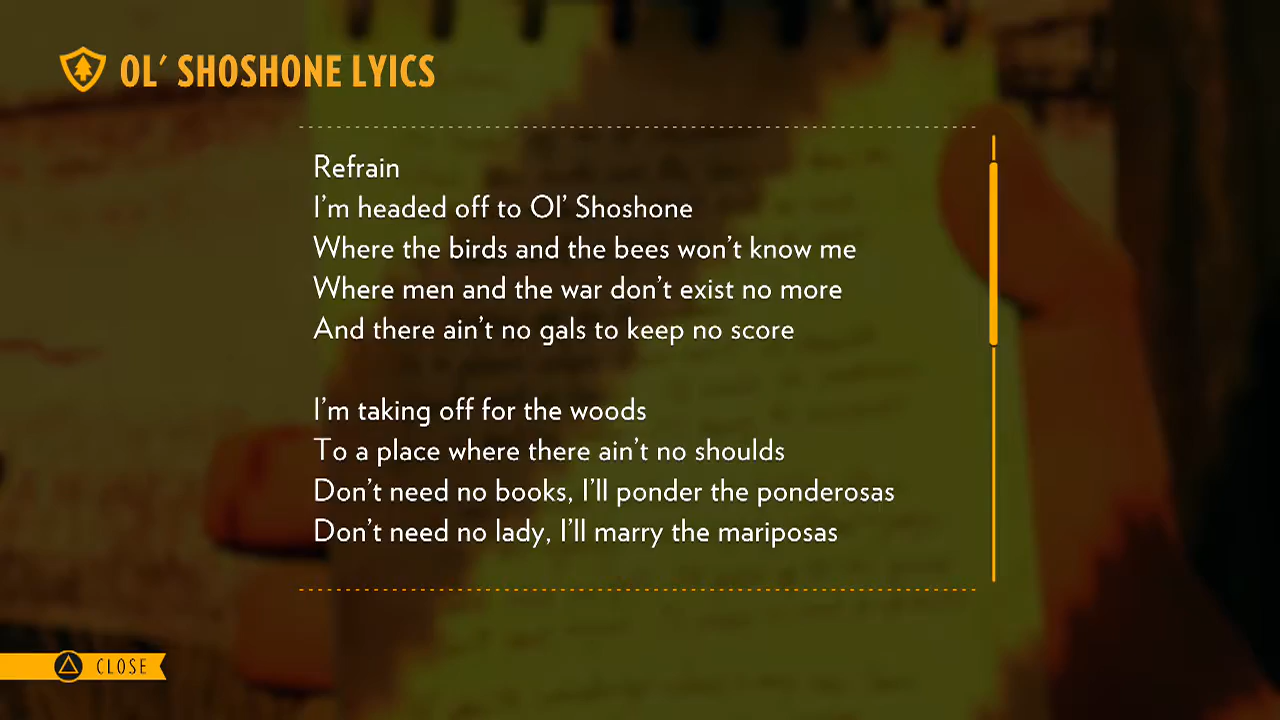 OL' SHOSHONE LYICS
Refrain
I'm headed off to Ol' Shoshone
Where the birds and the bees won't know me
Where men and the war don't exist no more
And there ain't no gals to keep no score
I'm taking off for the woods
To a place where there ain't no shoulds
Don't need no books, I'll ponder the ponderosas
Don't need no lady, I'll marry the mariposas
CLOSE